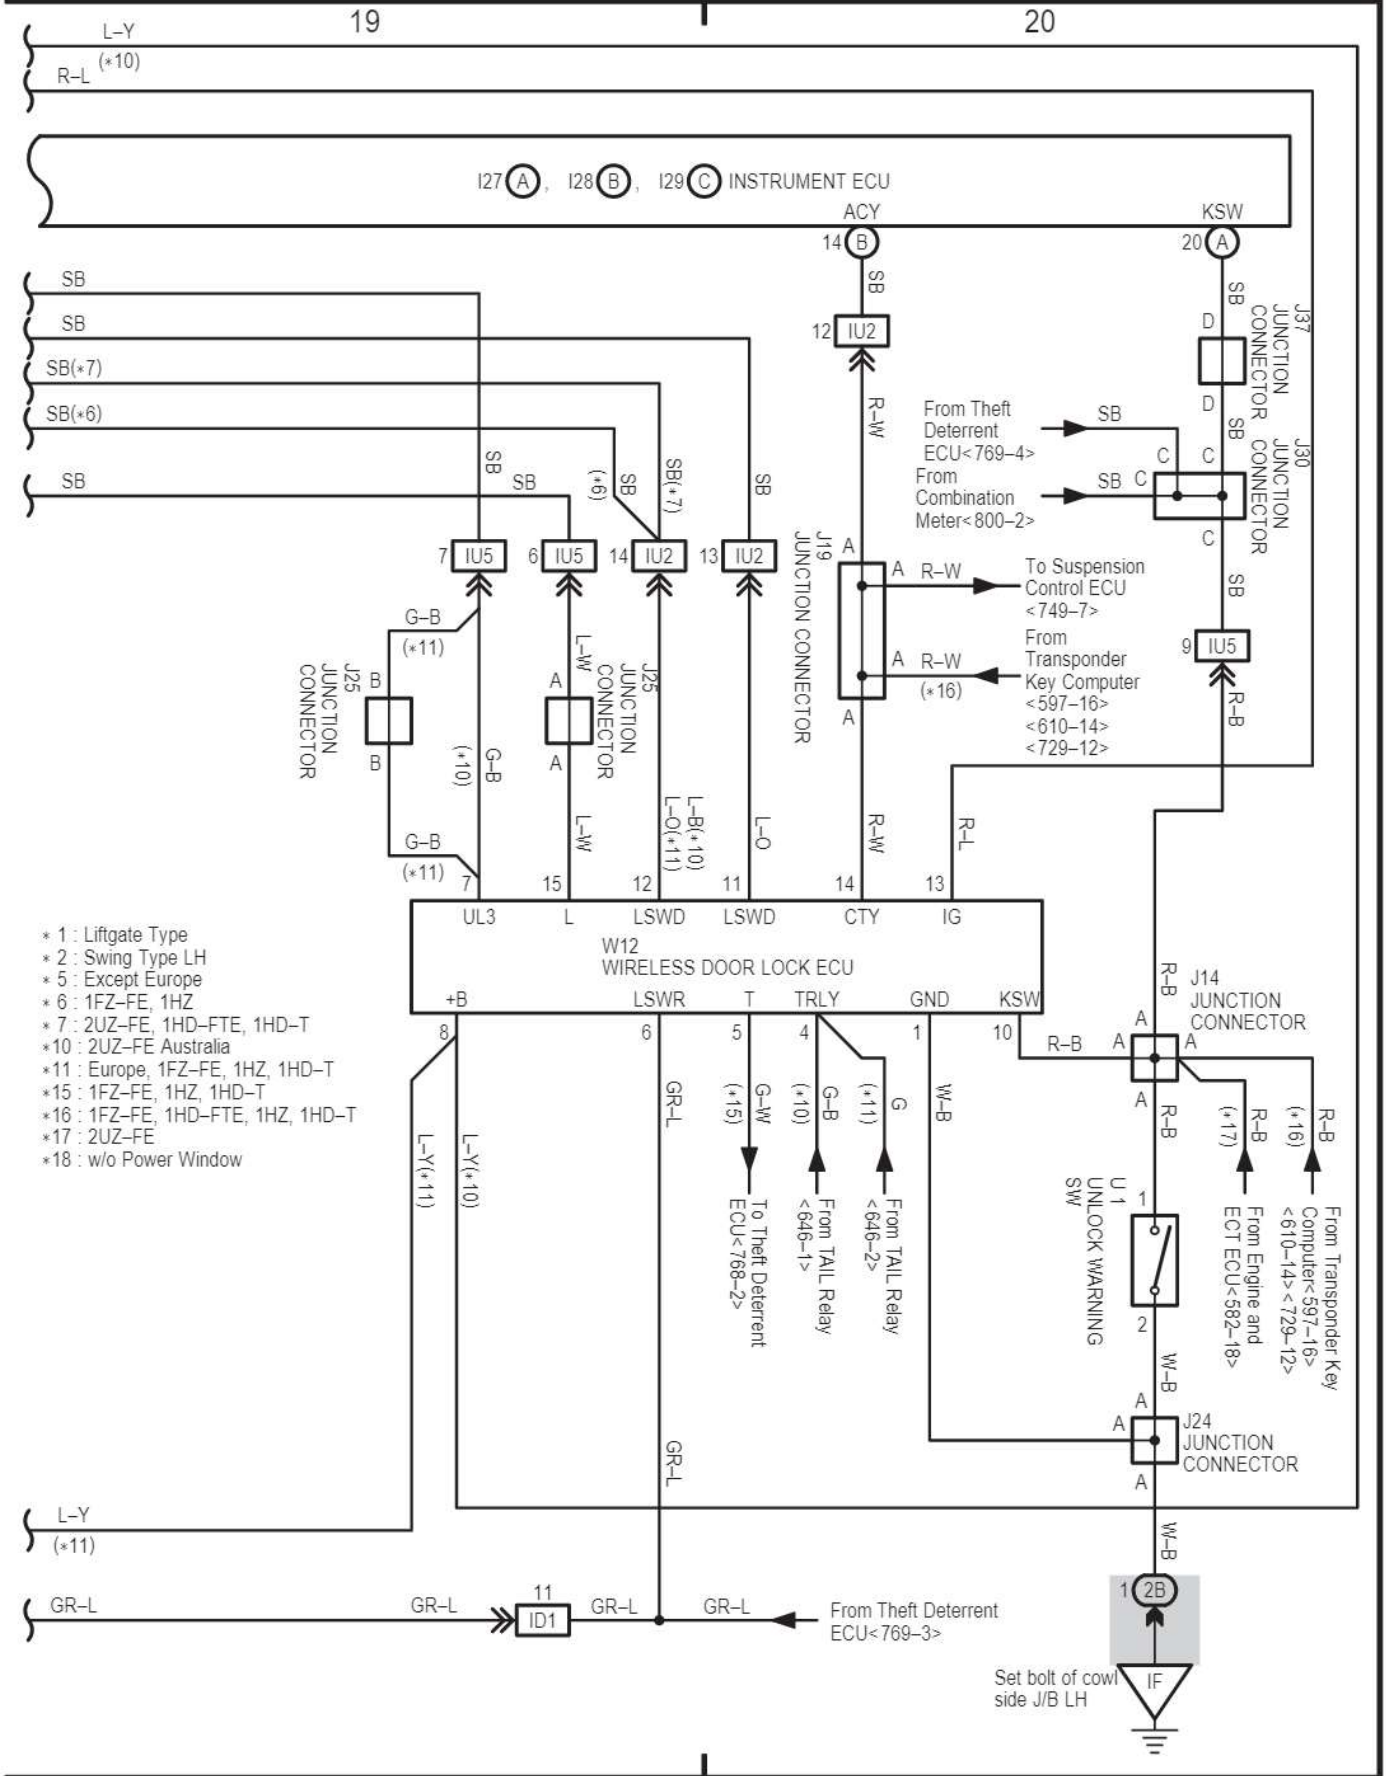 19
20
L–Y
(*10)
R–L
I27 A , I28 B , I29 C INSTRUMENT ECU
ACY
KSW
14 B
20 A
SB
SB
SB
SB
SB(*7)
SB(*6)
SB
12 IU2
R–W
D
D
J37
JUNCTION
CONNECTOR
SB
From Theft
Deterrent
ECU<769–4>
SB
From
Combination
Meter<800–2>
SB
C
C
C
C
J30
JUNCTION
CONNECTOR
SB
SB
SB
(*6)
SB
SB(*7)
SB
7 IU5
6 IU5
14 IU2
13 IU2
J19
JUNCTION CONNECTOR
A
A R–W
To Suspension
Control ECU
<749–7>
A R–W
(*16)
From
Transponder
Key Computer
<597–16>
<610–14>
<729–12>
A
9 IU5
R–B
G–B
(*11)
J25
JUNCTION
CONNECTOR
B
B
G–B
(*11)
(*10)
G–B
L–W
A
A
J25
JUNCTION
CONNECTOR
L–W
L–O(*11)
L–B(*10)
L–O
R–W
R–L
7
15
12
11
14
13
UL3
L
LSWD
LSWD
CTY
IG
W12
WIRELESS DOOR LOCK ECU
+B
LSWR
T
TRLY
GND
KSW
8
6
5
4
1
10
* 1 : Liftgate Type
* 2 : Swing Type LH
* 5 : Except Europe
* 6 : 1FZ–FE, 1HZ
* 7 : 2UZ–FE, 1HD–FTE, 1HD–T
*10 : 2UZ–FE Australia
*11 : Europe, 1FZ–FE, 1HZ, 1HD–T
*15 : 1FZ–FE, 1HZ, 1HD–T
*16 : 1FZ–FE, 1HD–FTE, 1HZ, 1HD–T
*17 : 2UZ–FE
*18 : w/o Power Window
R–B
J14
JUNCTION
CONNECTOR
R–B
A
A
A
A
R–B
L–Y(*11)
L–Y(*10)
GR–L
(*15)
G–W
To Theft Deterrent
ECU<768–2>
(*10)
G–B
From TAIL Relay
<646–1>
(*11)
G
From TAIL Relay
<646–2>
W–B
(*17)
R–B
From Engine and
ECT ECU<582–18>
(*16)
R–B
From Transponder Key
Computer<597–16>
<610–14> <729–12>
U 1
UNLOCK WARNING
SW
1
2
W–B
A
A
A
J24
JUNCTION
CONNECTOR
GR–L
L–Y
(*11)
W–B
GR–L
GR–L
11
ID1
GR–L
GR–L
From Theft Deterrent
ECU<769–3>
1 2B
Set bolt of cowl
side J/B LH
IF